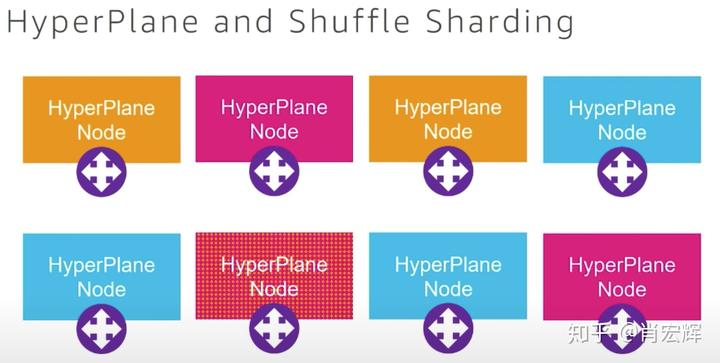 HyperPlane and Shuffle Sharding
HyperPlane
Node
HyperPlane
Node
HyperPlane
Node
HyperPlane
Node
HyperPlane
Node
HyperPlane
Node
HyperPlane
Node
HyperPlane
Node
知乎 @肖宏辉